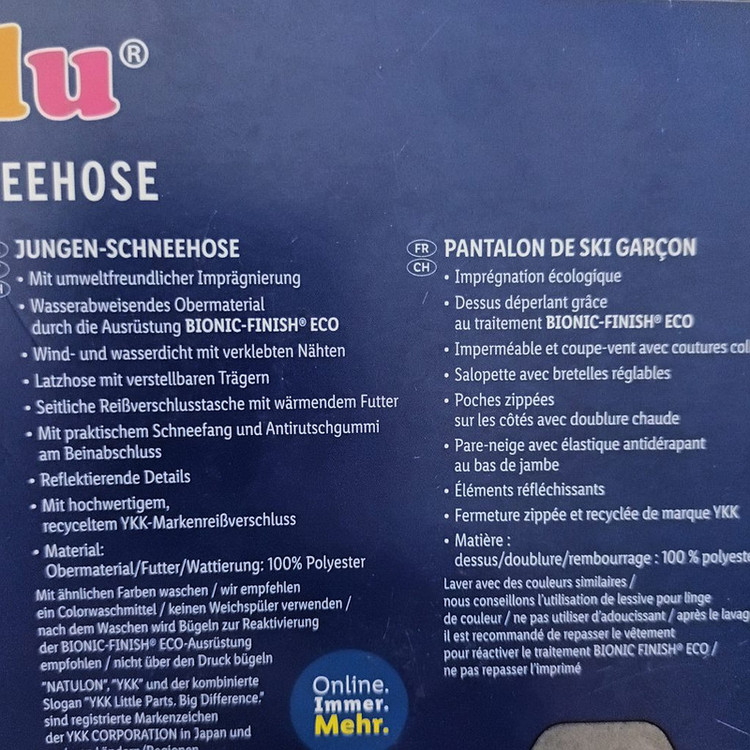 lu®
EEHOSE
JUNGEN-SCHNEEHOSE
• Mit umweltfreundlicher Imprägnierung
• Wasserabweisendes Obermaterial
durch die Ausrüstung BIONIC-FINISH® ECO
• Wind- und wasserdicht mit verklebten Nähten
• Latzhose mit verstellbaren Trägern
• Seitliche Reißverschlusstasche mit wärmendem Futter
• Mit praktischem Schneefang und Antirutschgummi
am Beinabschluss
• Reflektierende Details
• Mit hochwertigem,
recyceltem YKK-Markenreißverschluss
• Material:
Obermaterial/Futter/Wattierung: 100% Polyester
Mit ähnlichen Farben waschen / wir empfehlen
ein Colorwaschmittel / keinen Weichspüler verwenden /
nach dem Waschen wird Bügeln zur Reaktivierung
der BIONIC-FINISH® ECO-Ausrüstung
empfohlen / nicht über den Druck bügeln
"NATULON", "YKK" und der kombinierte
Slogan "YKK Little Parts. Big Difference."
sind registrierte Markenzeichen
der YKK CORPORATION in Japan und
FR
CH
PANTALON DE SKI GARÇON
• Imprégnation écologique
• Dessus déperlant grâce
au traitement BIONIC-FINISH® ECO
• Imperméable et coupe-vent avec coutures col
• Salopette avec bretelles réglables
• Poches zippées
sur les côtés avec doublure chaude
• Pare-neige avec élastique antidérapant
au bas de jambe
• Éléments réfléchissants
• Fermeture zippée et recyclée de marque YKK
• Matière :
dessus/doublure/rembourrage : 100 % polyest
Laver avec des couleurs similaires /
nous conseillons l'utilisation de lessive pour linge
de couleur / ne pas utiliser d'adoucissant / après le lavag
il est recommandé de repasser le vêtement
pour réactiver le traitement BIONIC FINISH® ECO /
ne pas repasser l'imprimé
Online.
Immer.
Mehr.